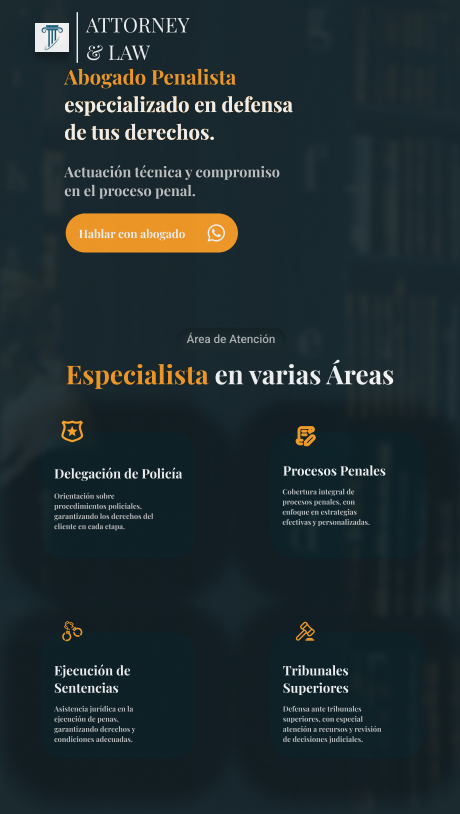 ATTORNEY
& LAW
Abogado Penalista
especializado en defensa
de tus derechos.
Actuación técnica y compromiso
en el proceso penal.
Hablar con abogado
Área de Atención
Especialista en varias Áreas
Delegación de Policía
Orientación sobre
procedimientos policiales,
garantizando los derechos del
cliente en cada etapa.
Procesos Penales
Cobertura integral de
procesos penales, con
enfoque en estrategias
efectivas y personalizadas.
Ejecución de
Sentencias
Asistencia jurídica en la
ejecución de penas,
garantizando derechos y
condiciones adecuadas.
Tribunales
Superiores
Defensa ante tribunales
superiores, con especial
atención a recursos y revisión
de decisiones judiciales.